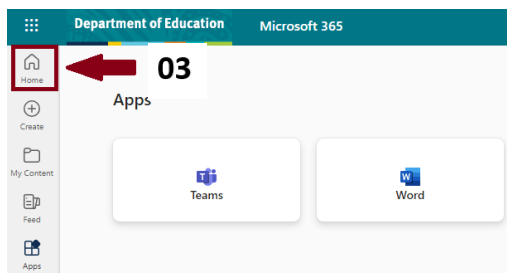 Department of Education Microsoft 365
Home
03
Create
My Content
Feed
Apps
Apps
Teams
Word